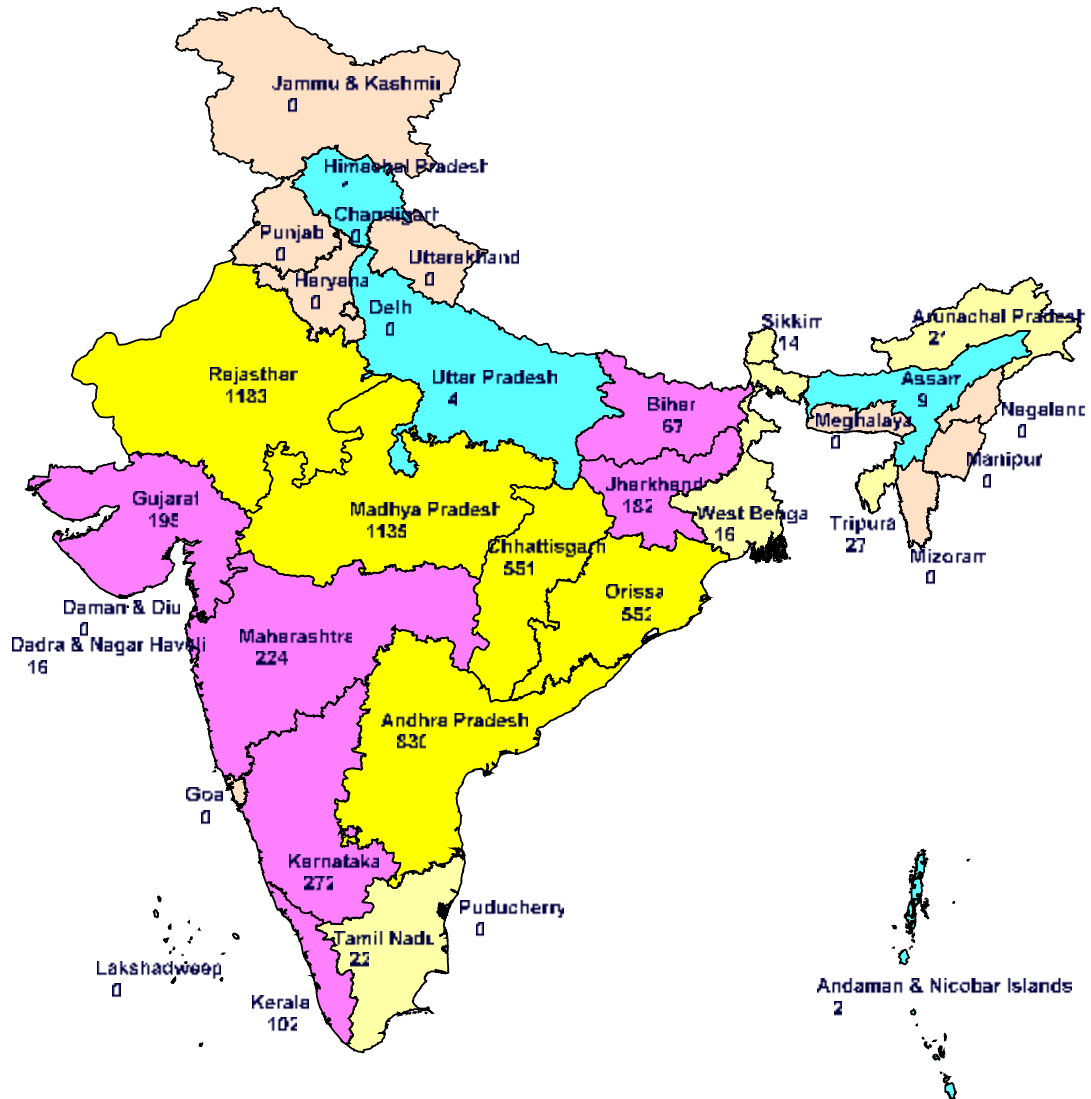 Jammu & Kashmir
0
Himachal Pradesh
Chandigarh
0
Punjab
0
Uttarakhand
0
Haryana
0
Delh
0
Sikkim
14
Arunachal Pradesh
Rajasthan
1183
Uttar Pradesh
4
Bihar
67
Assam
9
Meghalaya
0
Nagaland
0
Manipur
0
Gujarat
195
Madhya Pradesh
1135
Jharkhand
182
West Benga
16
Tripura
27
Mizoram
0
Chhattisgarh
551
Orissa
552
Daman & Diu
0
Dadra & Nagar Haveli
16
Maharashtra
224
Andhra Pradesh
Goa
0
Karnataka
272
Puducherry
0
Tamil Nadu
22
Lakshadweep
0
Kerala
102
Andaman & Nicobar Islands
2